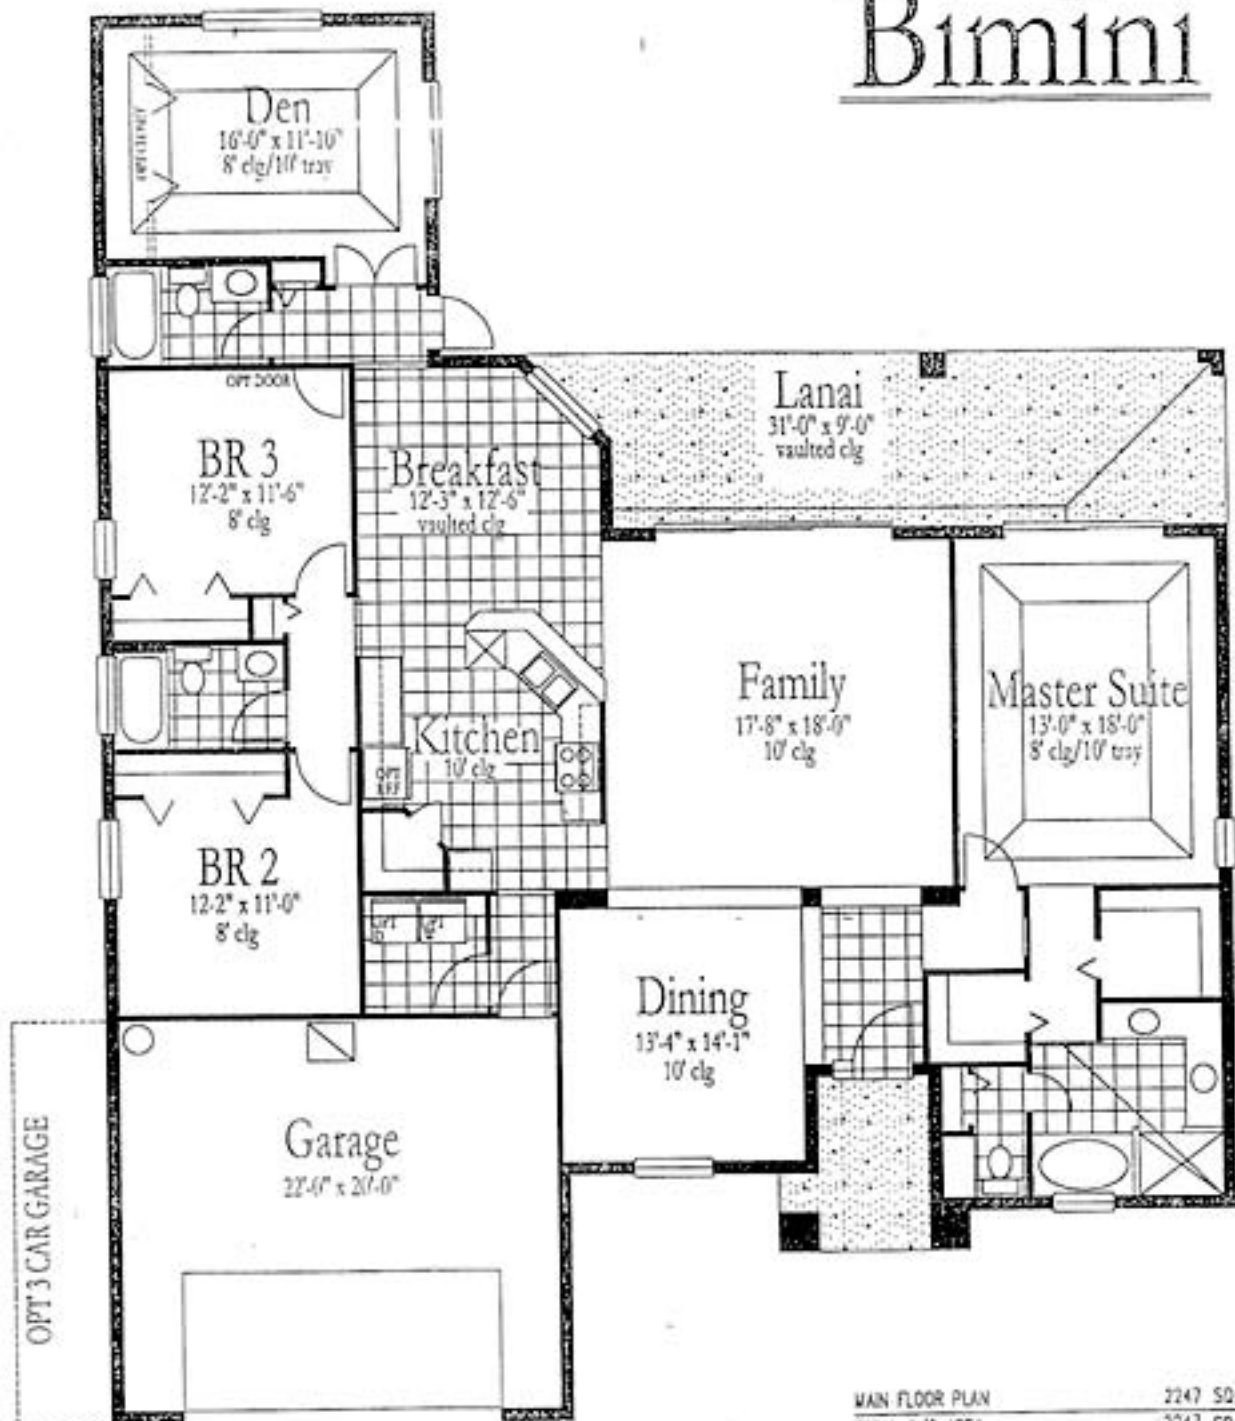 Bimini
Den
16'-0" x 11'-10"
8' clg/10' tray
OPT CLOSET
OPT DOOR
BR 3
12'-2" x 11'-6"
8' clg
Breakfast
12'-3" x 12'-6"
vaulted clg
Lanai
31'-0" x 9'-0"
vaulted clg
Family
17'-8" x 18'-0"
10' clg
Master Suite
13'-0" x 18'-0"
8' clg/10' tray
Kitchen
10' clg
OPT
REF
BR 2
12-2" x 11'-0"
8' clg
OPT
D
OPT
Dining
13'-4" x 14'-1"
10' clg
Garage
22'-0" x 20'-0"
OPT 3 CAR GARAGE
MAIN FLOOR PLAN 2247 SQ